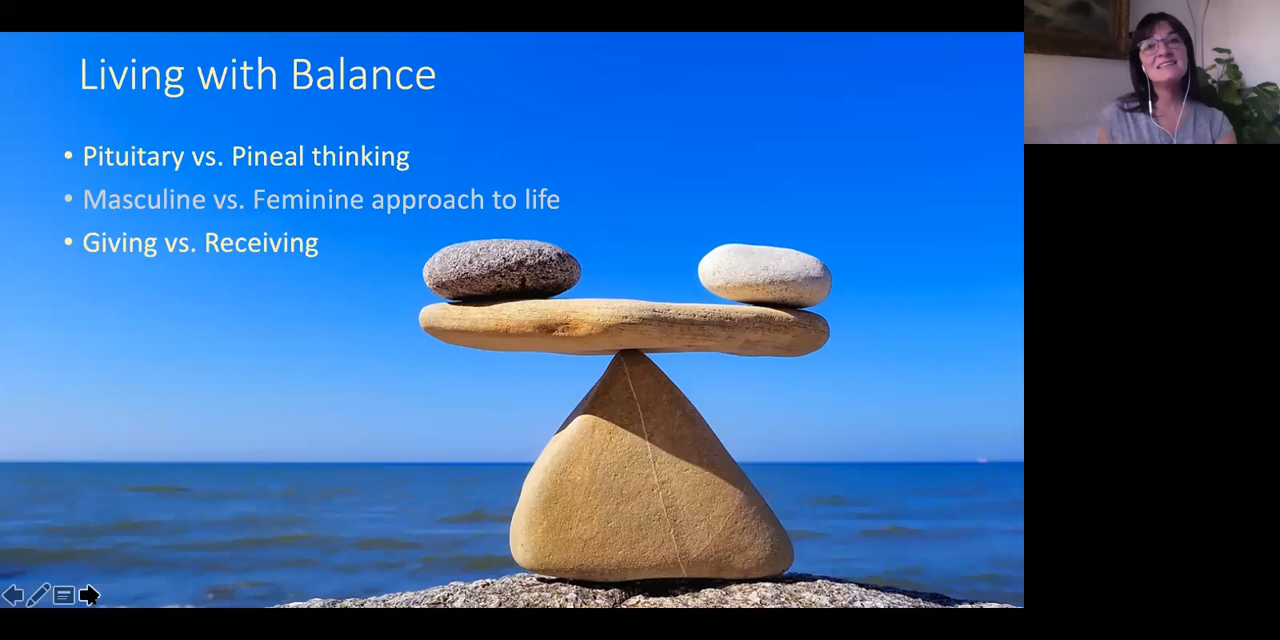 Living with Balance
• Pituitary vs. Pineal thinking
• Masculine vs. Feminine approach to life
• Giving vs. Receiving